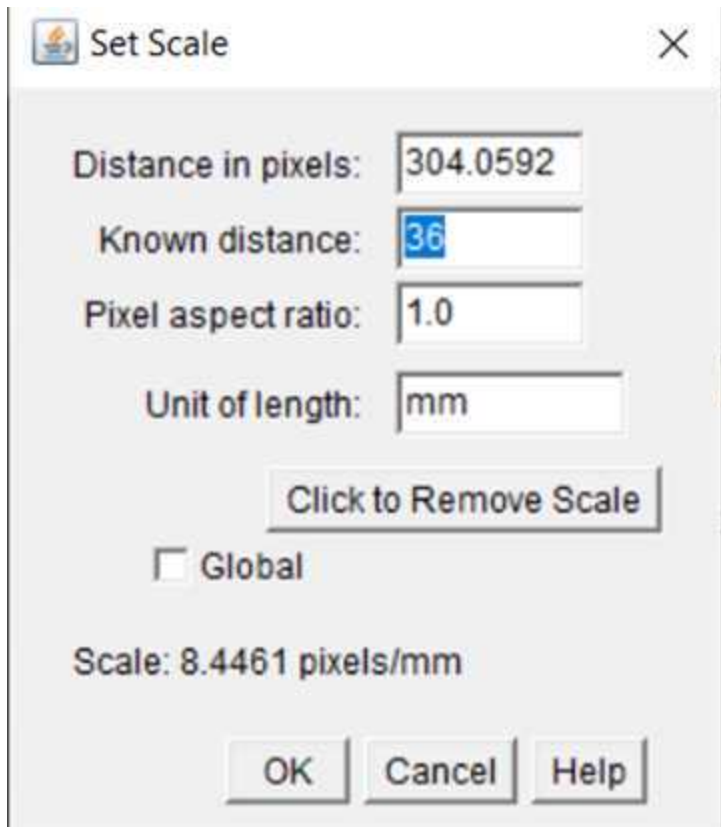 Set Scale
Distance in pixels: 304.0592
Known distance: 36
Pixel aspect ratio: 1.0
Unit of length: mm
Click to Remove Scale
Global
Scale: 8.4461 pixels/mm
OK Cancel Help